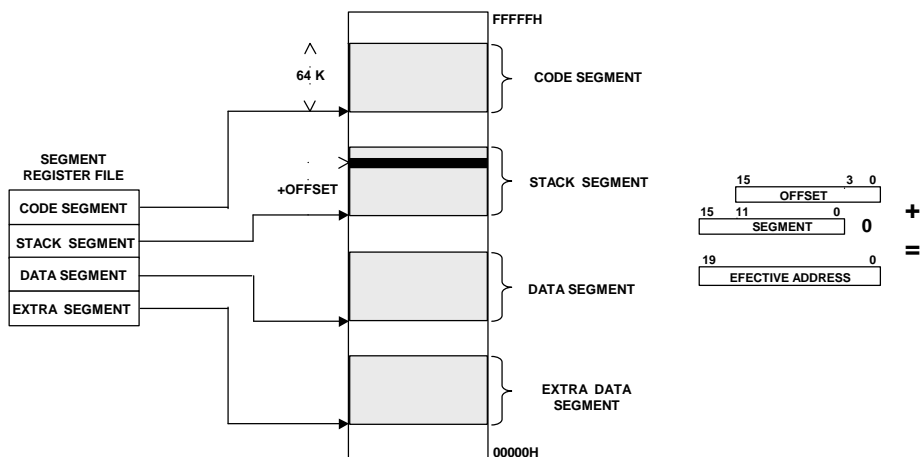 FFFFFH
64 K
CODE SEGMENT
SEGMENT
REGISTER FILE
CODE SEGMENT
STACK SEGMENT
DATA SEGMENT
EXTRA SEGMENT
+OFFSET
STACK SEGMENT
DATA SEGMENT
EXTRA DATA
SEGMENT
00000H
15 3 0
OFFSET
+
15 11 0
SEGMENT 0
=
19 0
EFECTIVE ADDRESS